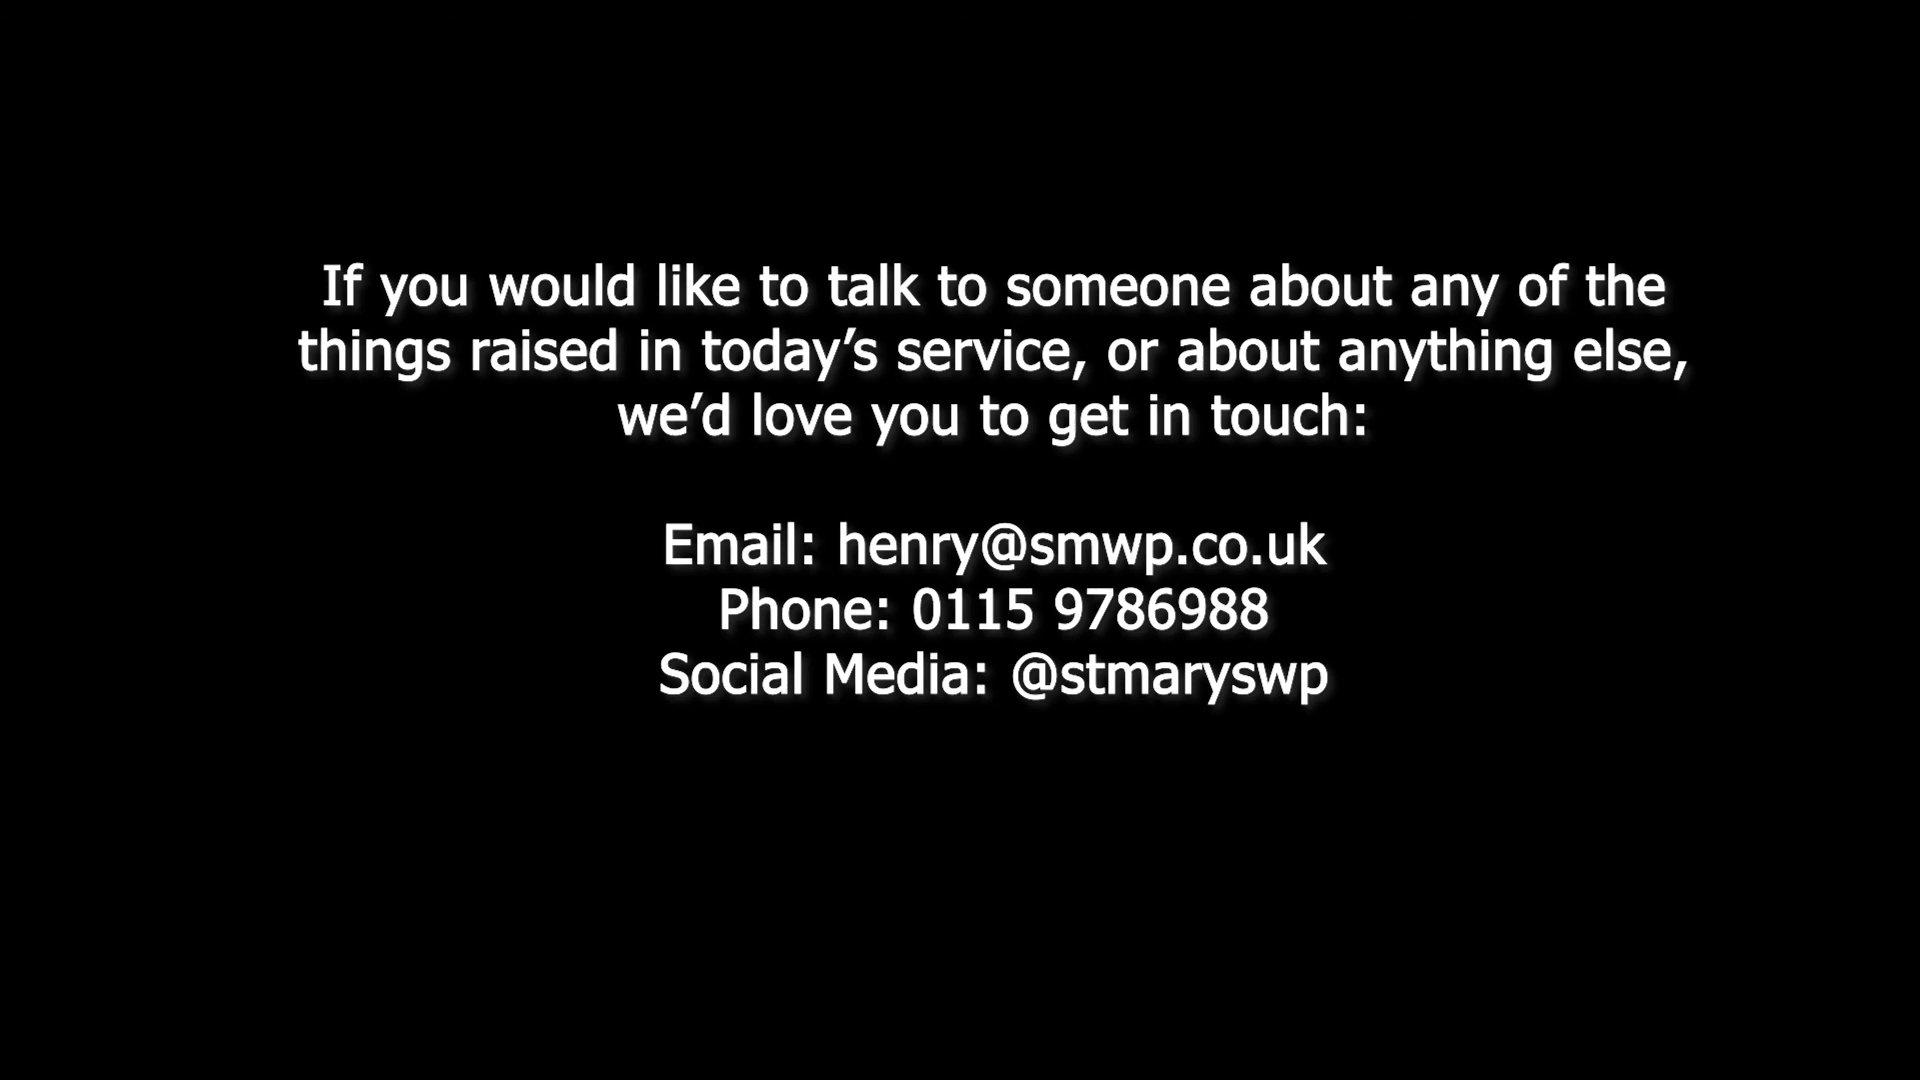 If you would like to talk to someone about any of the
things raised in today’s service, or about anything else,
we’d love you to get in touch:
Email: henry@smwp.co.uk
Phone: 0115 9786988
Social Media: @stmaryswp